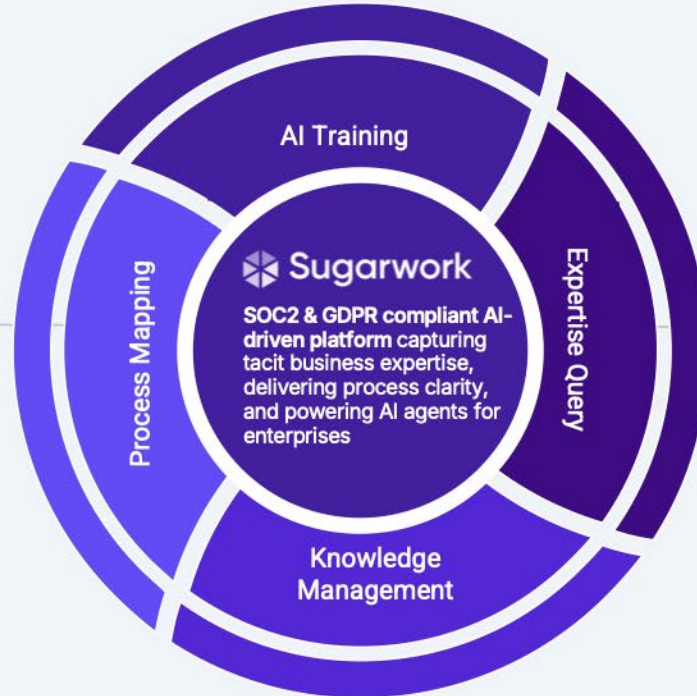 AI Training
Sugarwork
SOC2 & GDPR compliant AI-
driven platform capturing
tacit business expertise,
delivering process clarity,
and powering AI agents for
enterprises
Process Mapping
Expertise Query
Knowledge
Management